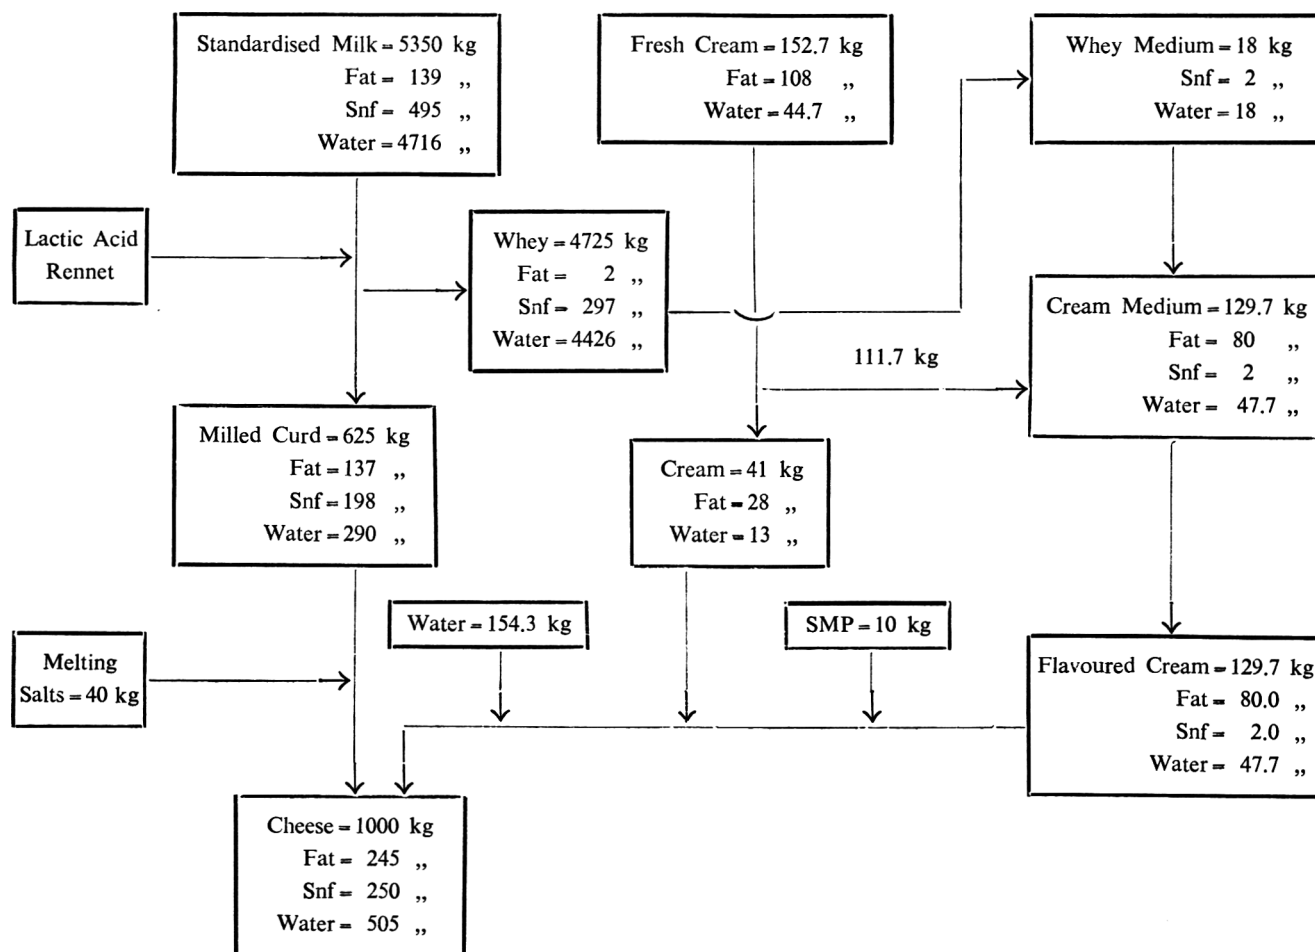 Standardised Milk = 5350 kg
Fat = 139 „
Snf = 495 „
Water = 4716 „
Fresh Cream = 152.7 kg
Fat = 108 „
Water = 44.7 „
Whey Medium = 18 kg
Snf = 2 „
Water = 18 „
Lactic Acid
Rennet
Whey = 4725 kg
Fat = 2 „
Snf = 297 „
Water = 4426 „
111.7 kg
Cream Medium = 129.7 kg
Fat = 80 „
Snf = 2 „
Water = 47.7 „
Milled Curd = 625 kg
Fat = 137 „
Snf = 198 „
Water = 290 „
Cream = 41 kg
Fat = 28 „
Water = 13 „
Water = 154.3 kg
SMP = 10 kg
Melting
Salts = 40 kg
Flavoured Cream = 129.7 kg
Fat = 80.0 „
Snf = 2.0 „
Water = 47.7 „
Cheese = 1000 kg
Fat = 245 „
Snf = 250 „
Water = 505 „